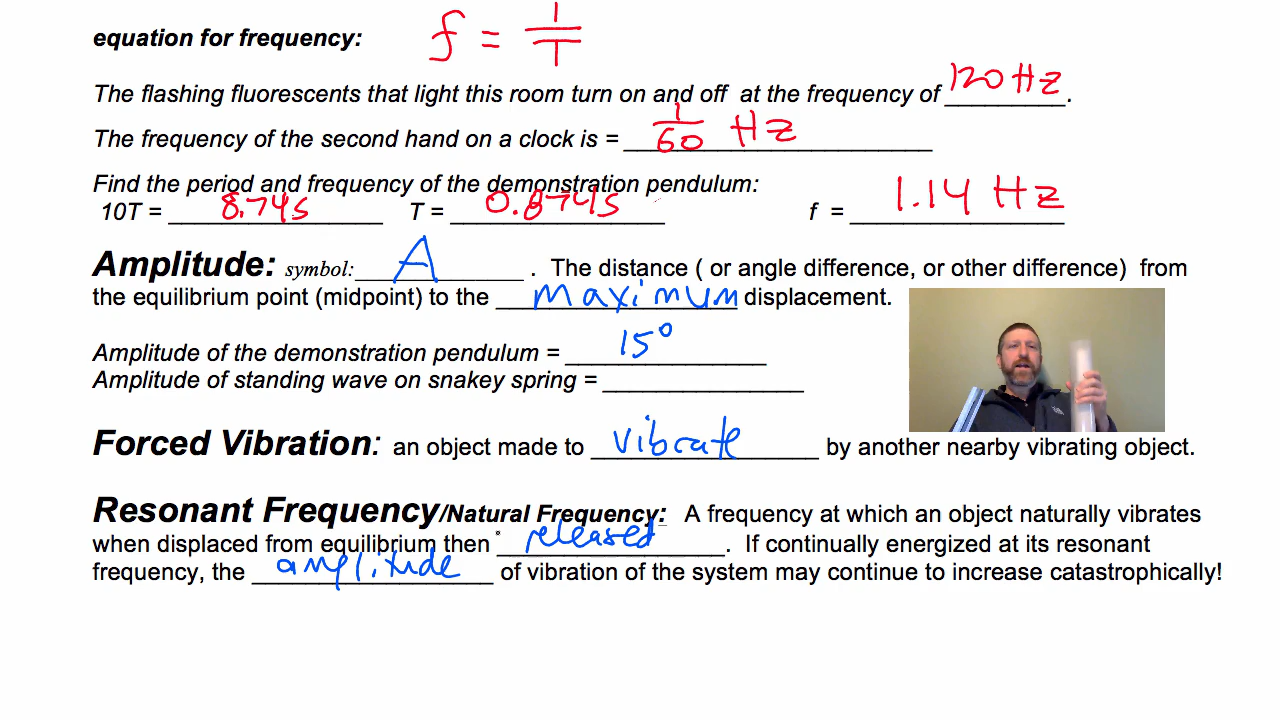 equation for frequency: f = 1/T
The flashing fluorescents that light this room turn on and off at the frequency of 120 Hz.
The frequency of the second hand on a clock is = 1/60 Hz
Find the period and frequency of the demonstration pendulum:
10T = 8.74s T = 0.874s f = 1.14 Hz
Amplitude: symbol: A . The distance ( or angle difference, or other difference) from
the equilibrium point (midpoint) to the maximum displacement.
Amplitude of the demonstration pendulum = 15°
Amplitude of standing wave on snakey spring = ____________
Forced Vibration: an object made to vibrate by another nearby vibrating object.
Resonant Frequency/Natural Frequency: A frequency at which an object naturally vibrates
when displaced from equilibrium then released. If continually energized at its resonant
frequency, the amplitude of vibration of the system may continue to increase catastrophically!